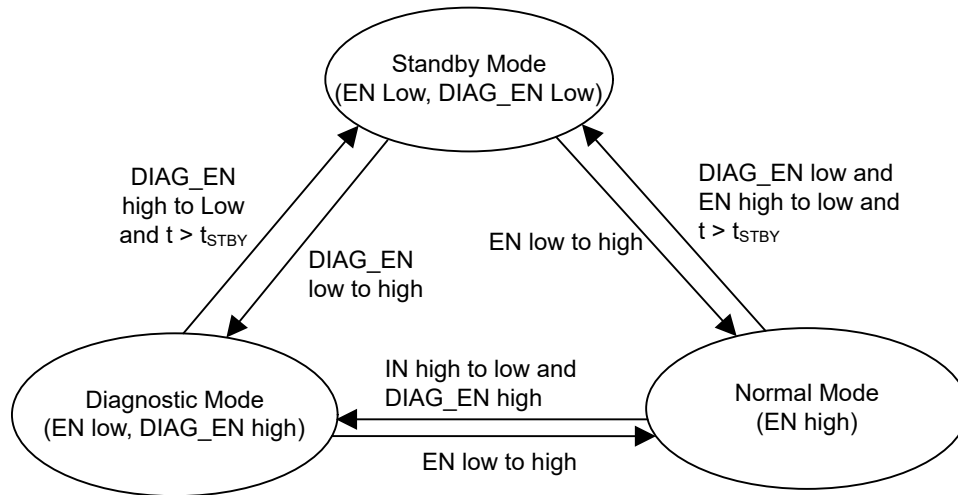 Standby Mode
(EN Low, DIAG_EN Low)
DIAG_EN
high to Low
and t > tSTBY
DIAG_EN
low to high
EN low to high
DIAG_EN low and
EN high to low and
t > tSTBY
Diagnostic Mode
(EN low, DIAG_EN high)
IN high to low and
DIAG_EN high
EN low to high
Normal Mode
(EN high)